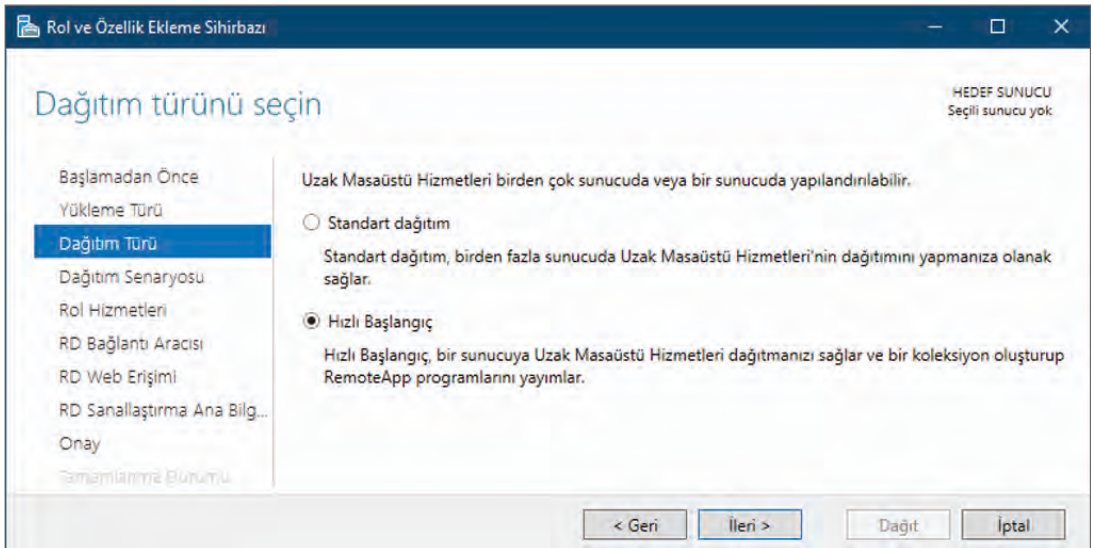 Rol ve Özellik Ekleme Sihirbazı
Dağıtım türünü seçin
HEDEF SUNUCU
Seçili sunucu yok
Başlamadan Önce
Yükleme Türü
Dağıtım Türü
Dağıtım Senaryosu
Rol Hizmetleri
RD Bağlantı Aracısı
RD Web Erişimi
RD Sanallaştırma Ana Bilg...
Onay
Tamamlanma Durumu
Uzak Masaüstü Hizmetleri birden çok sunucuda veya bir sunucuda yapılandırılabilir.
Standart dağıtım
Standart dağıtım, birden fazla sunucuda Uzak Masaüstü Hizmetleri'nin dağıtımını yapmanıza olanak
sağlar.
Hızlı Başlangıç
Hızlı Başlangıç, bir sunucuya Uzak Masaüstü Hizmetleri dağıtmanızı sağlar ve bir koleksiyon oluşturup
RemoteApp programlarını yayımlar.
< Geri
İleri >
Dağıt
İptal